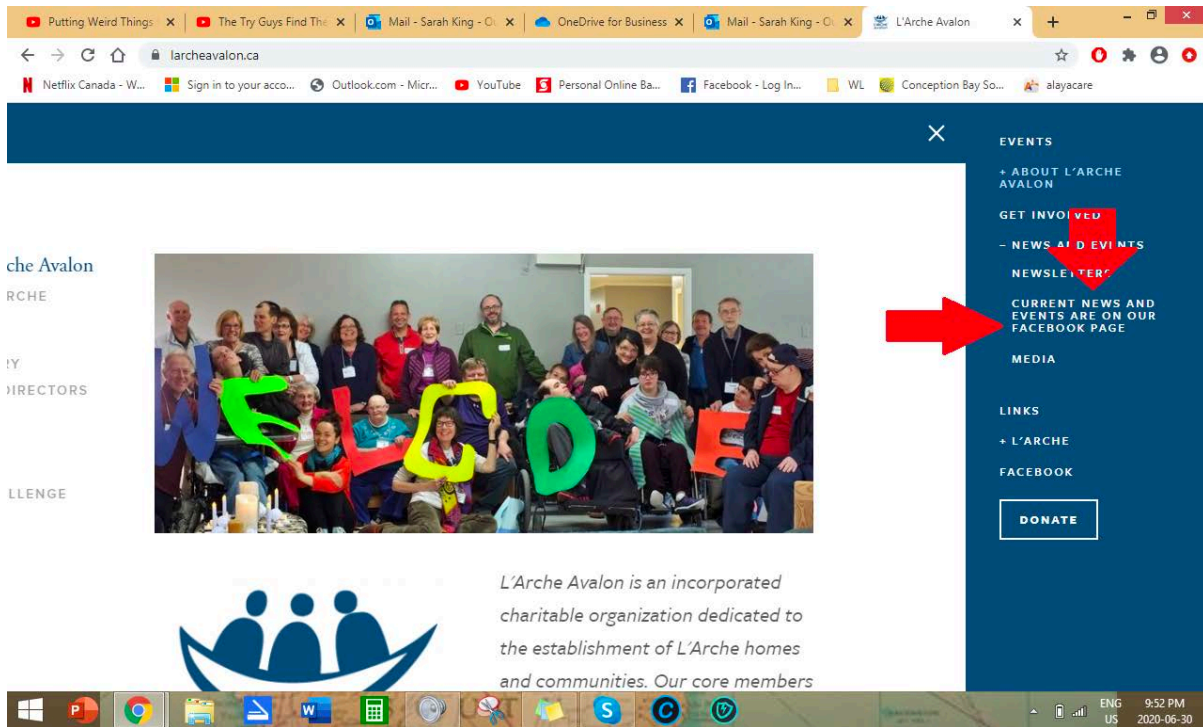 Putting Weird Things
The Try Guys Find The
Mail - Sarah King - Ou
OneDrive for Business
Mail - Sarah King - Ou
L'Arche Avalon
larcheavalon.ca
Netflix Canada - W...
Sign in to your acco...
Outlook.com - Micr...
YouTube
Personal Online Ba...
Facebook - Log In...
WL
Conception Bay So...
alayacare
EVENTS
+ ABOUT L'ARCHE
AVALON
GET INVOLVED
– NEWS AND EVENTS
NEWSLETTERS
CURRENT NEWS AND
EVENTS ARE ON OUR
FACEBOOK PAGE
MEDIA
LINKS
+ L'ARCHE
FACEBOOK
DONATE
che Avalon
RCHE
RY
DIRECTORS
LLENGE
WELCOME
L'Arche Avalon is an incorporated
charitable organization dedicated to
the establishment of L'Arche homes
and communities. Our core members
ENG
US
9:52 PM
2020-06-30